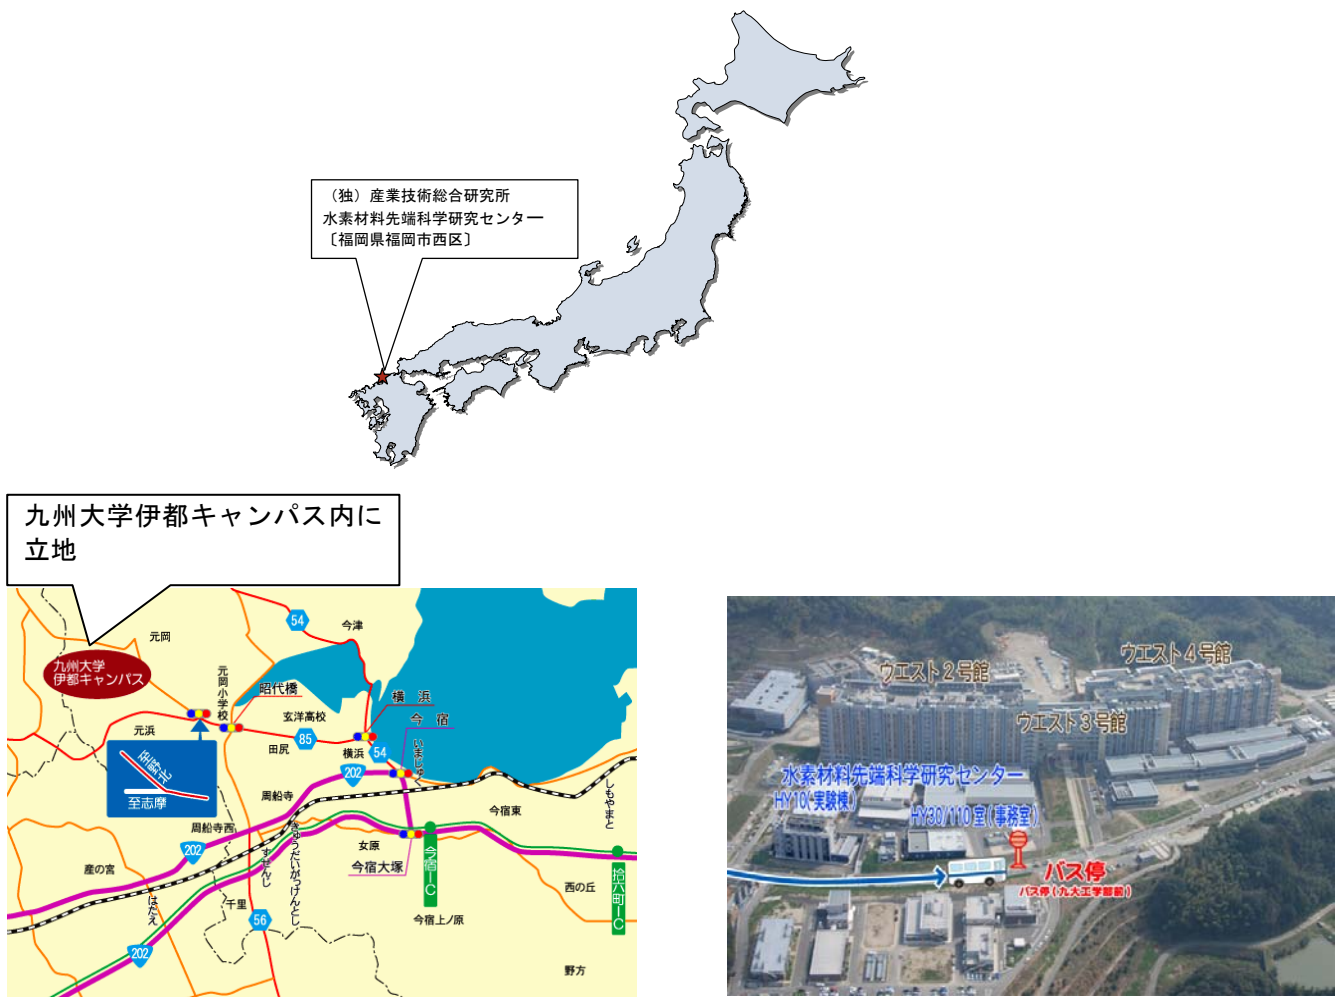 （独）産業技術総合研究所
水素材料先端科学研究センター
〔福岡県福岡市西区〕
九州大学伊都キャンパス内に
立地
元岡
54
今津
九州大学
伊都キャンパス
元岡小学校
昭代橋
横浜
今宿
元浜
玄洋高校
田尻
85
横浜
54
いまじゅく
至野北
至志摩
202
周船寺
今宿東
しもやまと
周船寺西
202
すせんじ
きゅうだいがっけんとし
女原
今宿大塚
今宿IC
拾六町IC
産の宮
はたえ
千里
56
西の丘
今宿上ノ原
202
野方
ウエスト2号館
ウエスト4号館
ウエスト3号館
水素材料先端科学研究センター
HY10(実験棟)
HY30/110室(事務室)
バス停
バス停(九大工学部前)